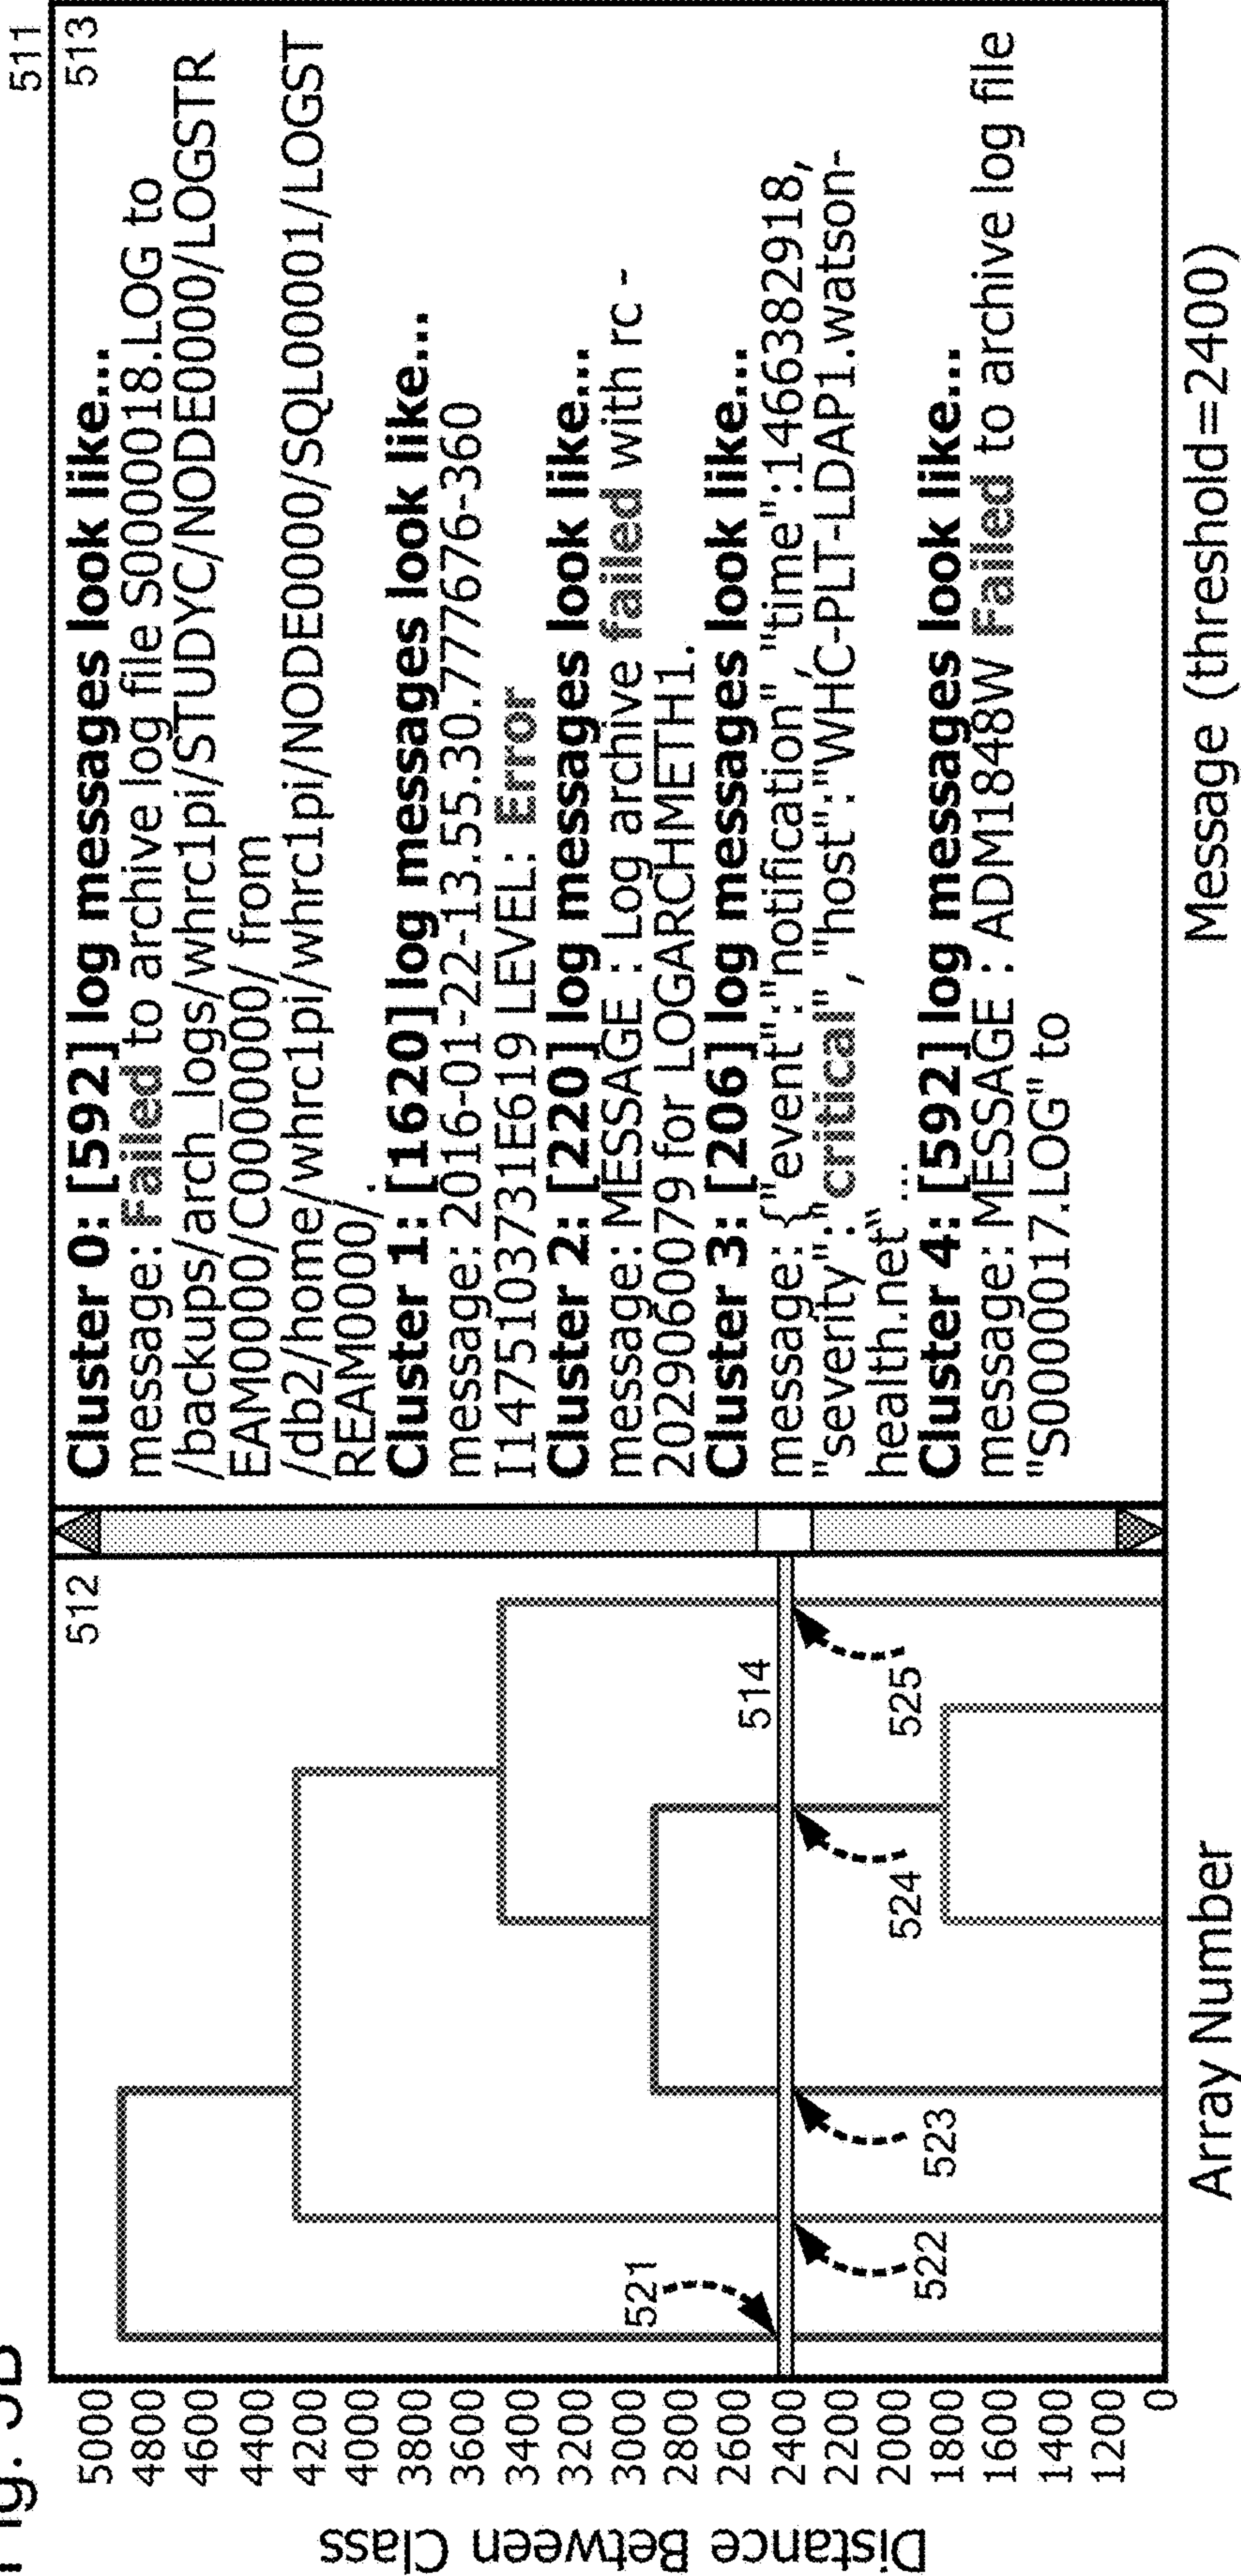 Fig. 5B
511
Distance Between Class
5000
4800
4600
4400
4200
4000
3800
3600
3400
3200
3000
2800
2600
2400
2200
2000
1800
1600
1400
1200
0
512
514
521
522
523
524
525
Array Number
513
Cluster 0: [592] log messages look like...
message: Failed to archive log file S000018.LOG to
/backups/arch_logs/whrc1pi/STUDYC/NODE0000/LOGSTR
EAM0000/C0000000/ from
/db2/home/whrc1pi/whrc1pi/NODE0000/SQL00001/LOGST
REAM0000/.
Cluster 1: [1620] log messages look like...
message: 2016-01-22-13.55.30.777676-360
I1475103731E619 LEVEL: Error
Cluster 2: [220] log messages look like...
message: MESSAGE : Log archive failed with rc -
2029060079 for LOGARCHMETH1.
Cluster 3: [206] log messages look like...
message: {"event":"notification" "time":1466382918,
"severity":"critical", "host":"WHC-PLT-LDAP1.watson-
health.net" ...
Cluster 4: [592] log messages look like...
message: MESSAGE : ADM1848W Failed to archive log file
"S000017.LOG" to
Message (threshold=2400)